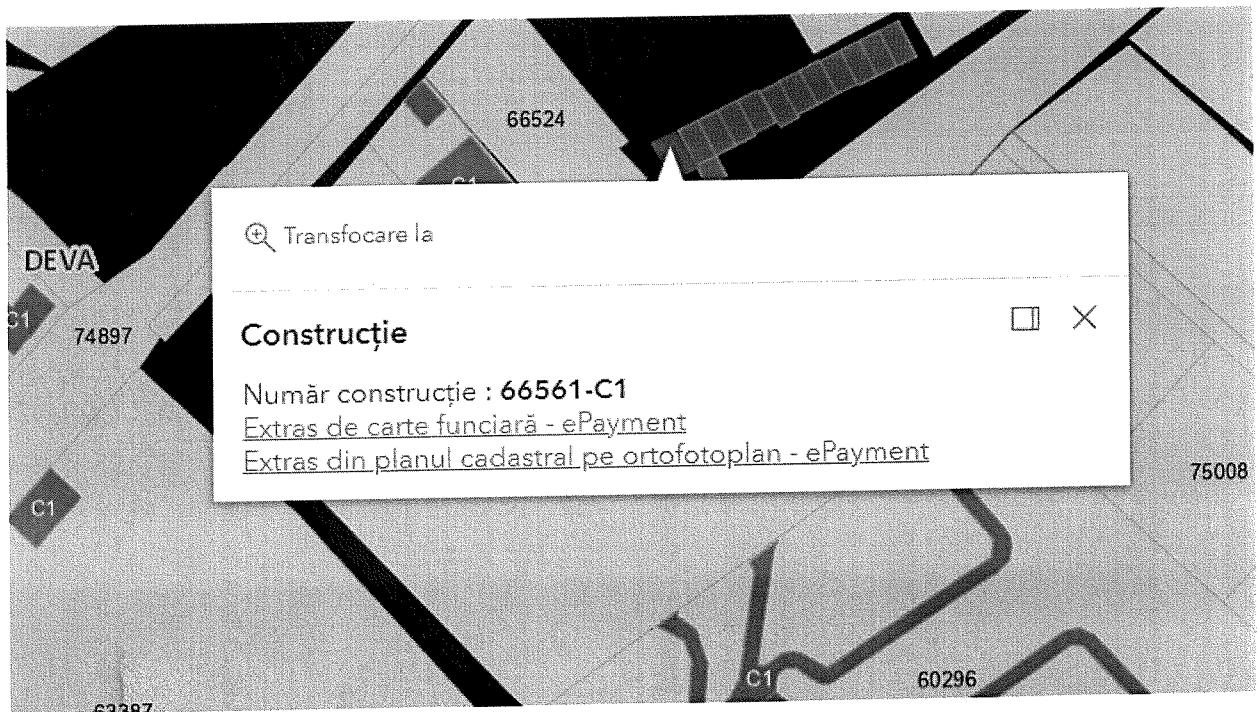 66524
C1
Transfocare la
DEVA
C1
74897
Construcție
Număr construcție : 66561-C1
Extras de carte funciară - ePayment
Extras din planul cadastral pe ortofotoplan - ePayment
75008
C1
C1
60296
63387